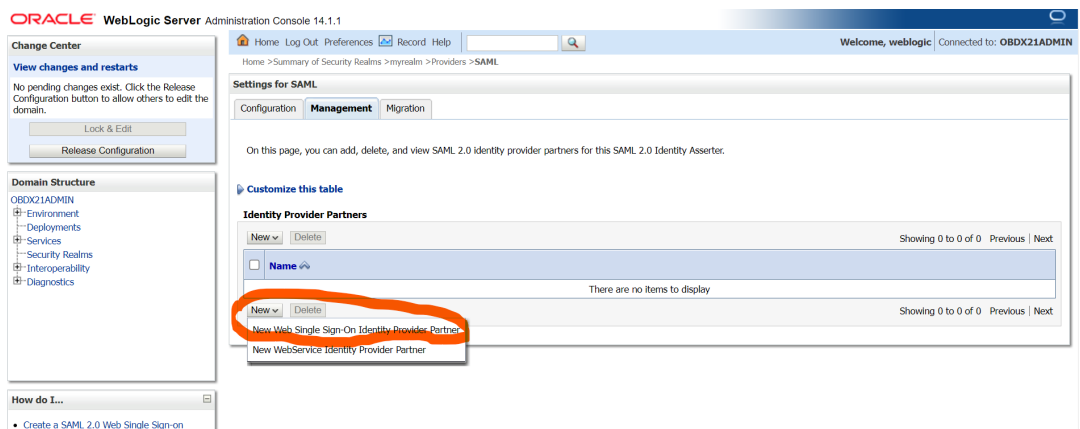 ORACLE® WebLogic Server Administration Console 14.1.1
Change Center
View changes and restarts
No pending changes exist. Click the Release
Configuration button to allow others to edit the
domain.
Lock & Edit
Release Configuration
Domain Structure
OBDX21ADMIN
Environment
Deployments
Services
Security Realms
Interoperability
Diagnostics
How do I...
Create a SAML 2.0 Web Single Sign-on
Home Log Out Preferences Record Help
Welcome, weblogic Connected to: OBDX21ADMIN
Home >Summary of Security Realms >myrealm >Providers >SAML
Settings for SAML
Configuration Management Migration
On this page, you can add, delete, and view SAML 2.0 identity provider partners for this SAML 2.0 Identity Asserter.
Customize this table
Identity Provider Partners
New Delete
Showing 0 to 0 of 0 Previous | Next
Name
There are no items to display
New Delete
Showing 0 to 0 of 0 Previous | Next
New Web Single Sign-On Identity Provider Partner
New WebService Identity Provider Partner